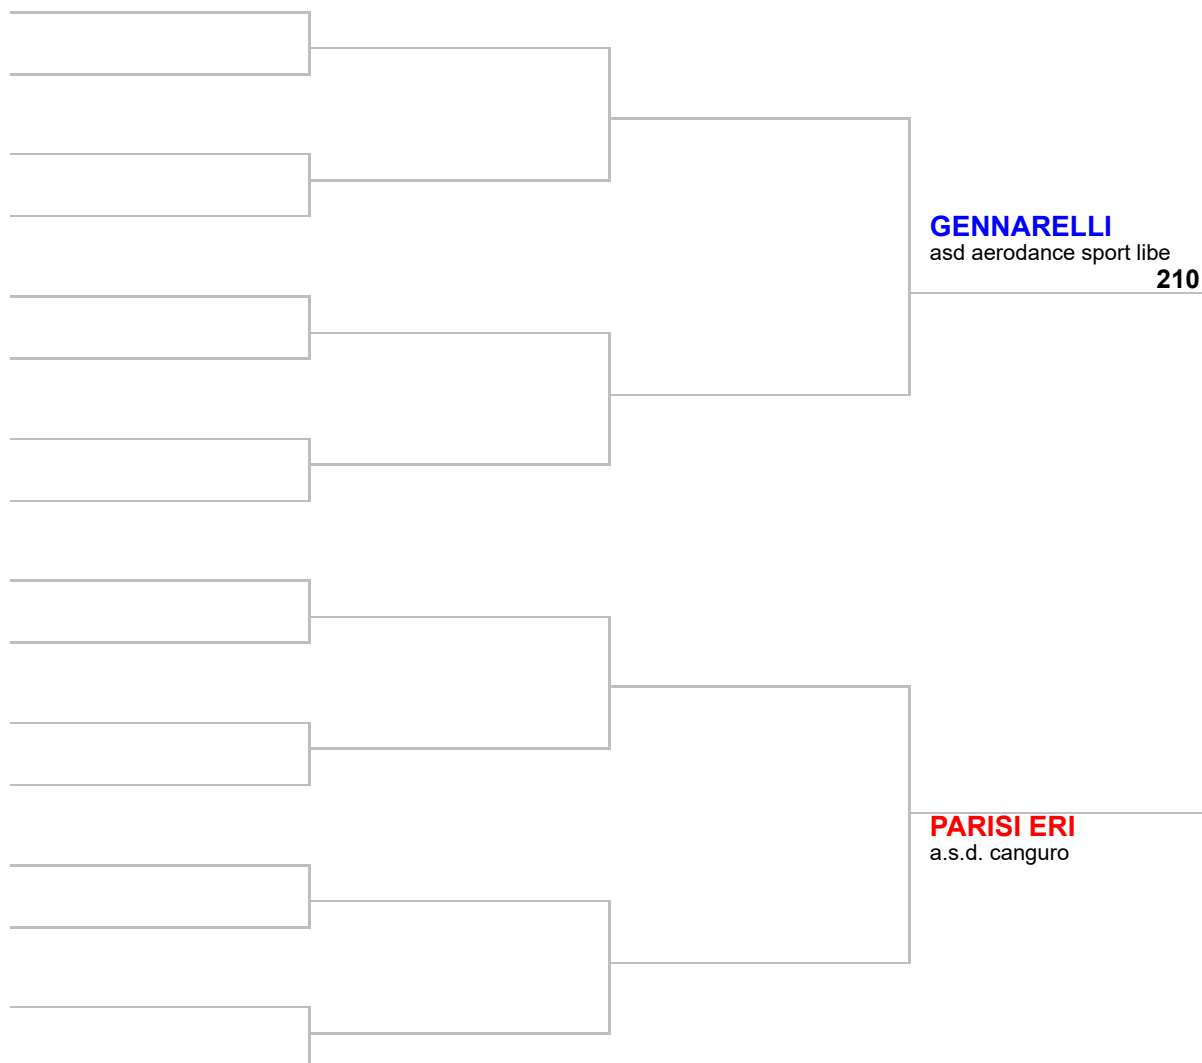 GENNARELLI
asd aerodance sport libe
210
PARISI ERI
a.s.d. canguro